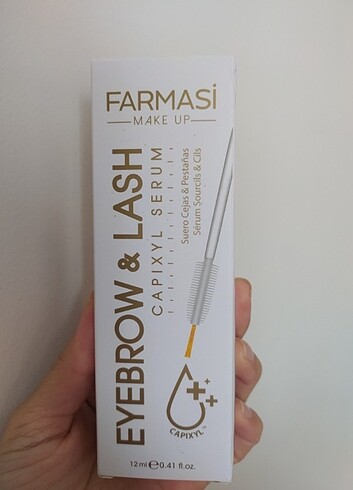 FARMASi
MAKE UP
EYEBROW & LASH
CAPIXYL SERUM
Suero Cejas & Pestañas
Sérum Sourcils & Cils
CAPIXYL™
12 ml ℮ 0.41 fl. oz.